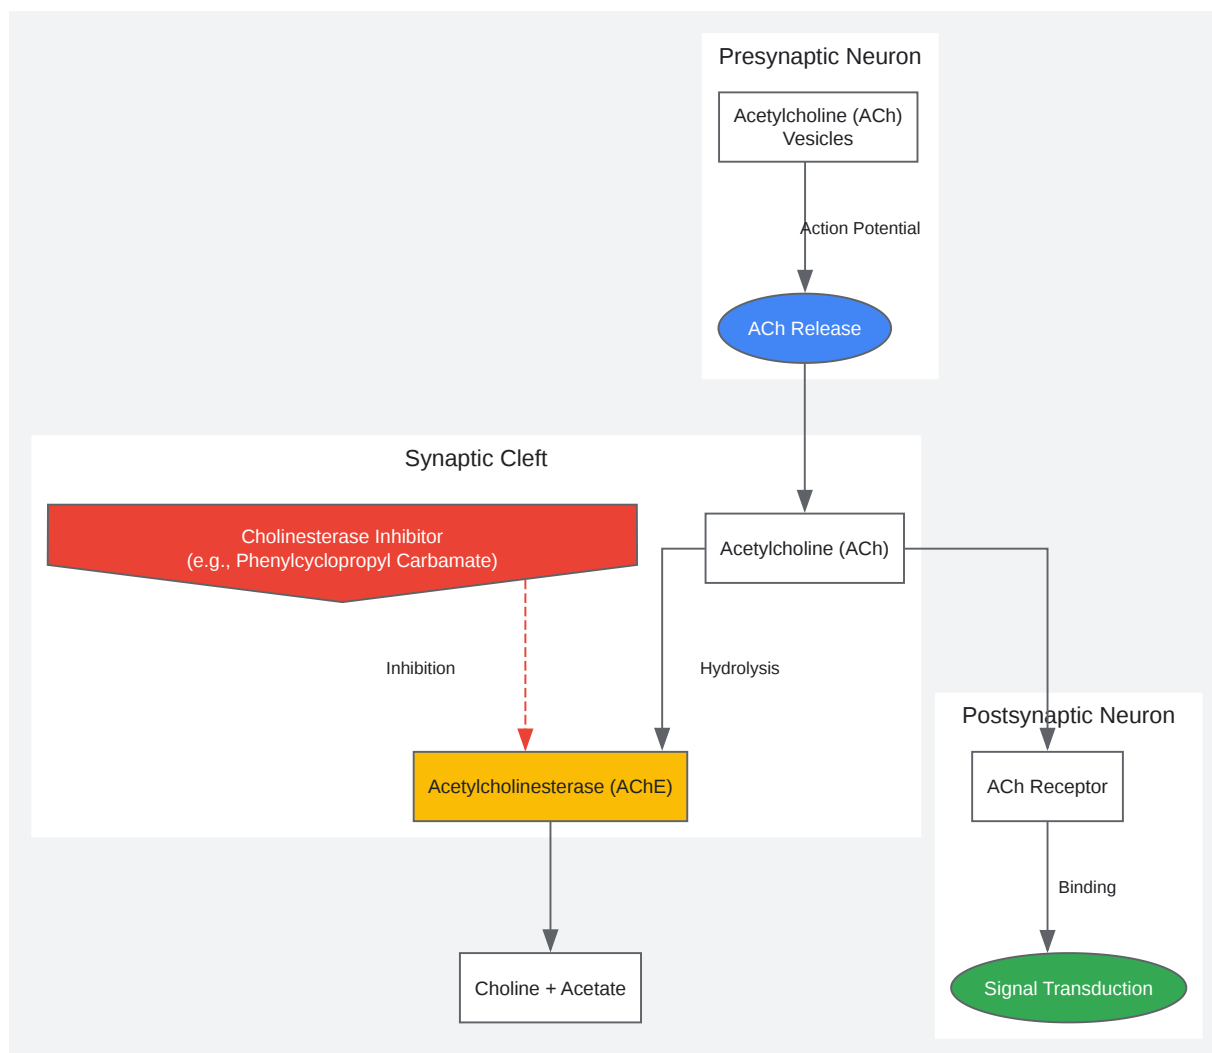 Presynaptic Neuron
Acetylcholine (ACh)
Vesicles
Action Potential
ACh Release
Synaptic Cleft
Cholinesterase Inhibitor
(e.g., Phenylcyclopropyl Carbamate)
Acetylcholine (ACh)
Inhibition
Hydrolysis
Postsynaptic Neuron
Acetylcholinesterase (AChE)
ACh Receptor
Binding
Choline + Acetate
Signal Transduction